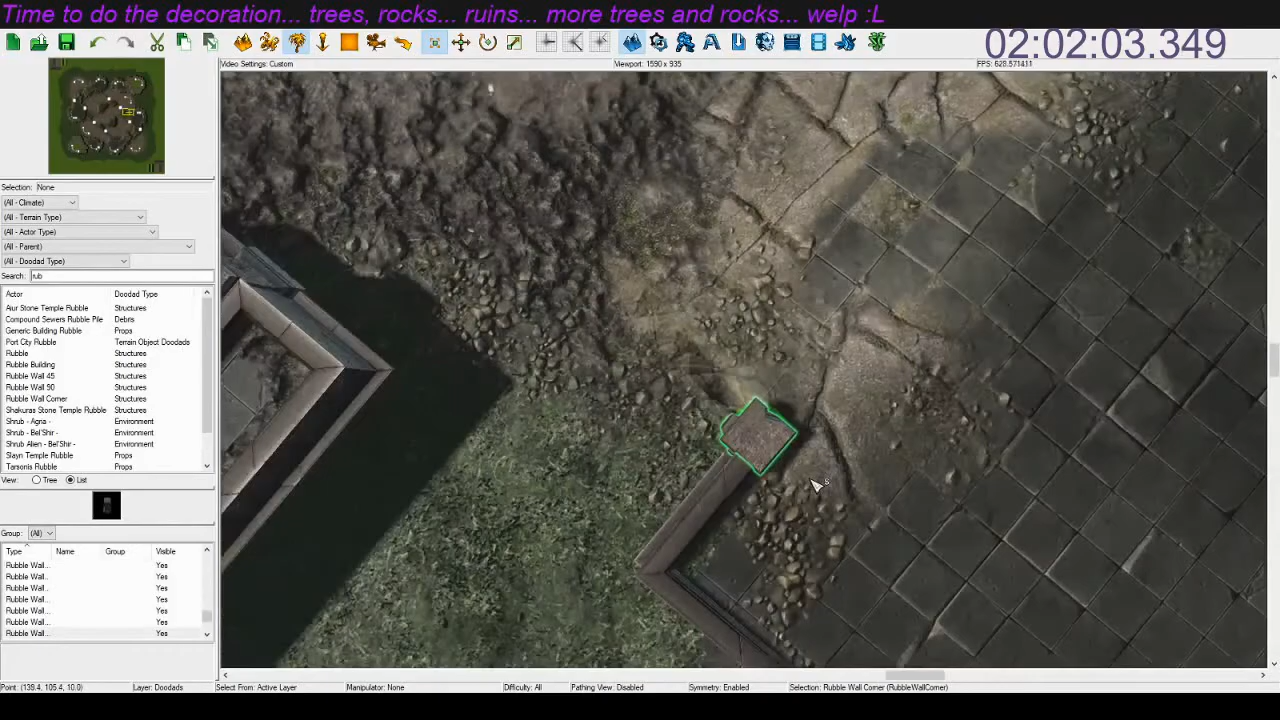 Time to do the decoration... trees, rocks... ruins... more trees and rocks... welp :L
02:02:03.349
Video Settings: Custom
Viewport: 1590 x 935
FPS: 628.571411
Selection: None
(All - Climate)
(All - Terrain Type)
(All - Actor Type)
(All - Parent)
(All - Doodad Type)
Search: rub
Actor Doodad Type
Aiur Stone Temple Rubble Structures
Compound Sewers Rubble Pile Debris
Generic Building Rubble Props
Port City Rubble Terrain Object Doodads
Rubble Structures
Rubble Building Structures
Rubble Wall 45 Structures
Rubble Wall 90 Structures
Rubble Wall Corner Structures
Shakuras Stone Temple Rubble Structures
Shrub - Agria - Environment
Shrub - Bel'Shir - Environment
Shrub Alien - Bel'Shir - Environment
Slayn Temple Rubble Props
Tarsonis Rubble Props
View: Tree List
Group: (All)
Type Name Group Visible
Rubble Wall... Yes
Rubble Wall... Yes
Rubble Wall... Yes
Rubble Wall... Yes
Rubble Wall... Yes
Rubble Wall... Yes
Rubble Wall... Yes
Point: (139.4, 105.4, 10.0)
Layer: Doodads
Select From: Active Layer
Manipulator: None
Difficulty: All
Pathing View: Disabled
Symmetry: Enabled
Selection: Rubble Wall Corner (RubbleWallCorner)